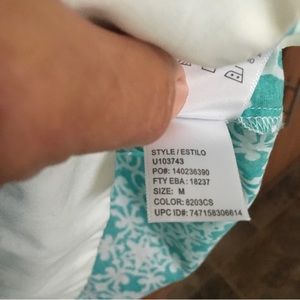 STYLE / ESTILO
U103743
PO#: 140236390
FTY EBA : 18237
SIZE: M
COLOR: 8203CS
UPC ID#: 747158306614